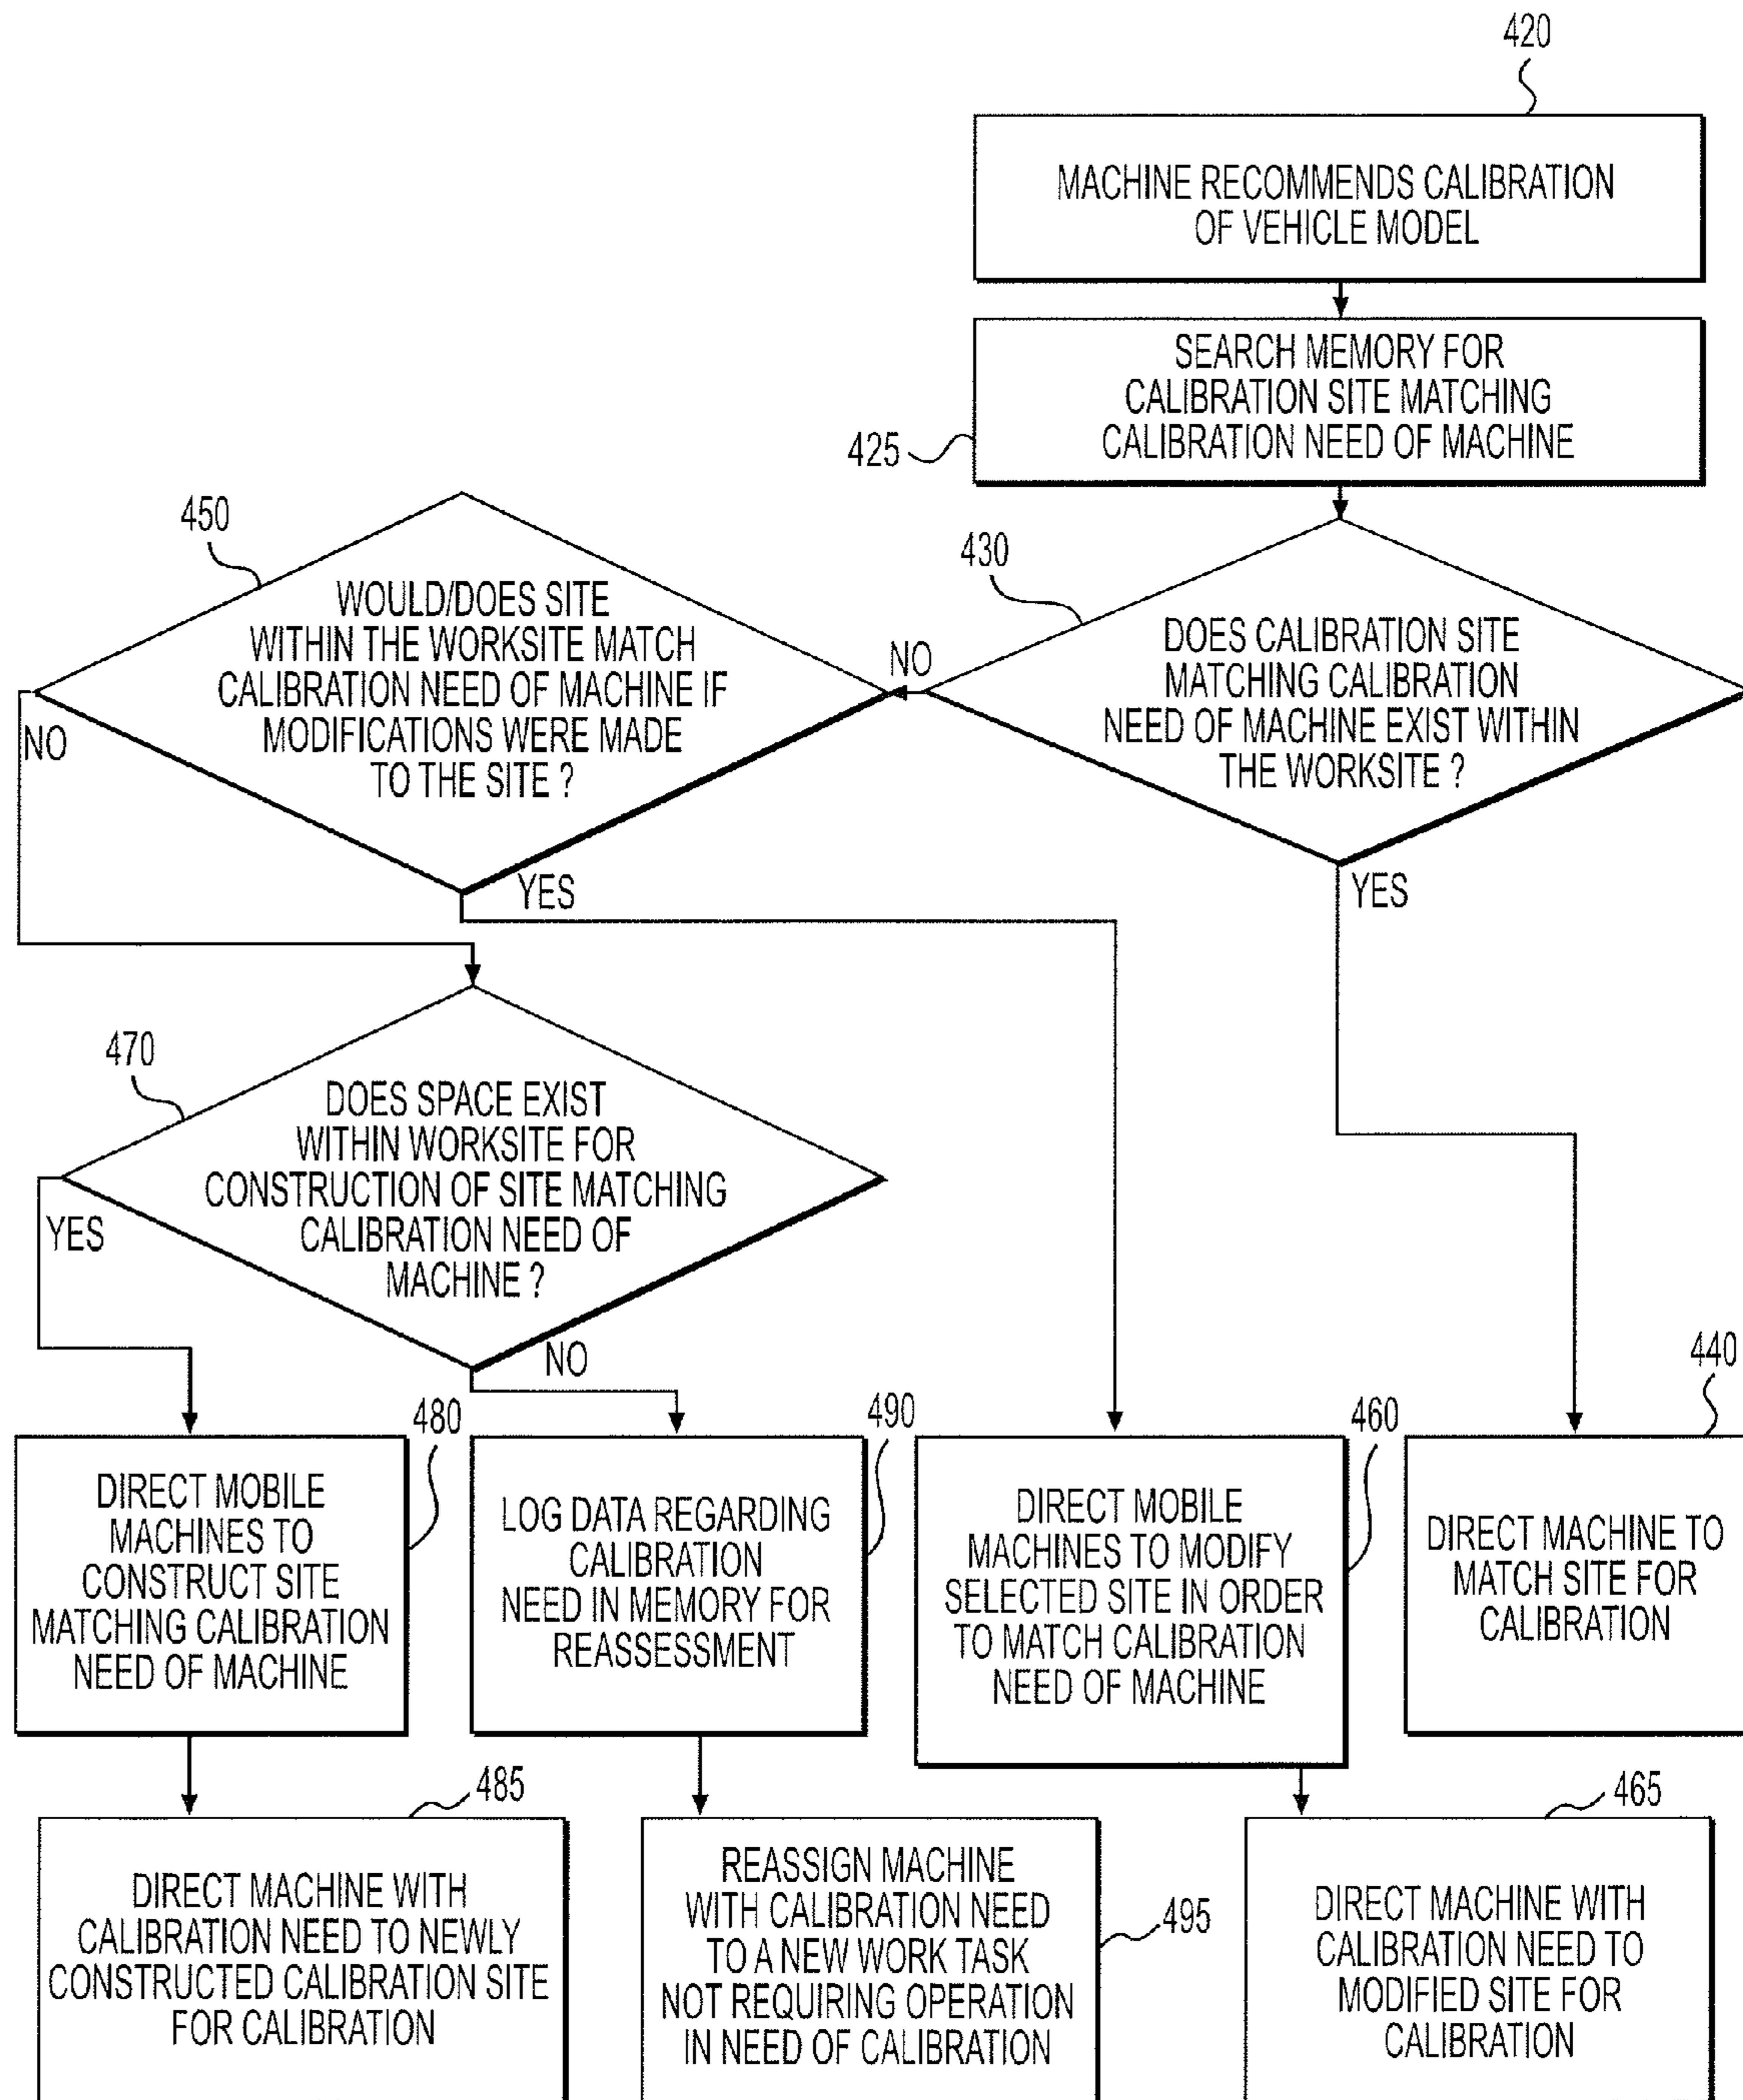 420
MACHINE RECOMMENDS CALIBRATION
OF VEHICLE MODEL
SEARCH MEMORY FOR
CALIBRATION SITE MATCHING
CALIBRATION NEED OF MACHINE
425
450
WOULD/DOES SITE
WITHIN THE WORKSITE MATCH
CALIBRATION NEED OF MACHINE IF
MODIFICATIONS WERE MADE
TO THE SITE ?
NO
YES
430
NO
DOES CALIBRATION SITE
MATCHING CALIBRATION
NEED OF MACHINE EXIST WITHIN
THE WORKSITE ?
YES
470
DOES SPACE EXIST
WITHIN WORKSITE FOR
CONSTRUCTION OF SITE MATCHING
CALIBRATION NEED OF
MACHINE ?
YES
NO
480
DIRECT MOBILE
MACHINES TO
CONSTRUCT SITE
MATCHING CALIBRATION
NEED OF MACHINE
490
LOG DATA REGARDING
CALIBRATION
NEED IN MEMORY FOR
REASSESSMENT
460
DIRECT MOBILE
MACHINES TO MODIFY
SELECTED SITE IN ORDER
TO MATCH CALIBRATION
NEED OF MACHINE
440
DIRECT MACHINE TO
MATCH SITE FOR
CALIBRATION
485
DIRECT MACHINE WITH
CALIBRATION NEED TO NEWLY
CONSTRUCTED CALIBRATION SITE
FOR CALIBRATION
REASSIGN MACHINE
WITH CALIBRATION NEED
TO A NEW WORK TASK
NOT REQUIRING OPERATION
IN NEED OF CALIBRATION
495
465
DIRECT MACHINE WITH
CALIBRATION NEED TO
MODIFIED SITE FOR
CALIBRATION